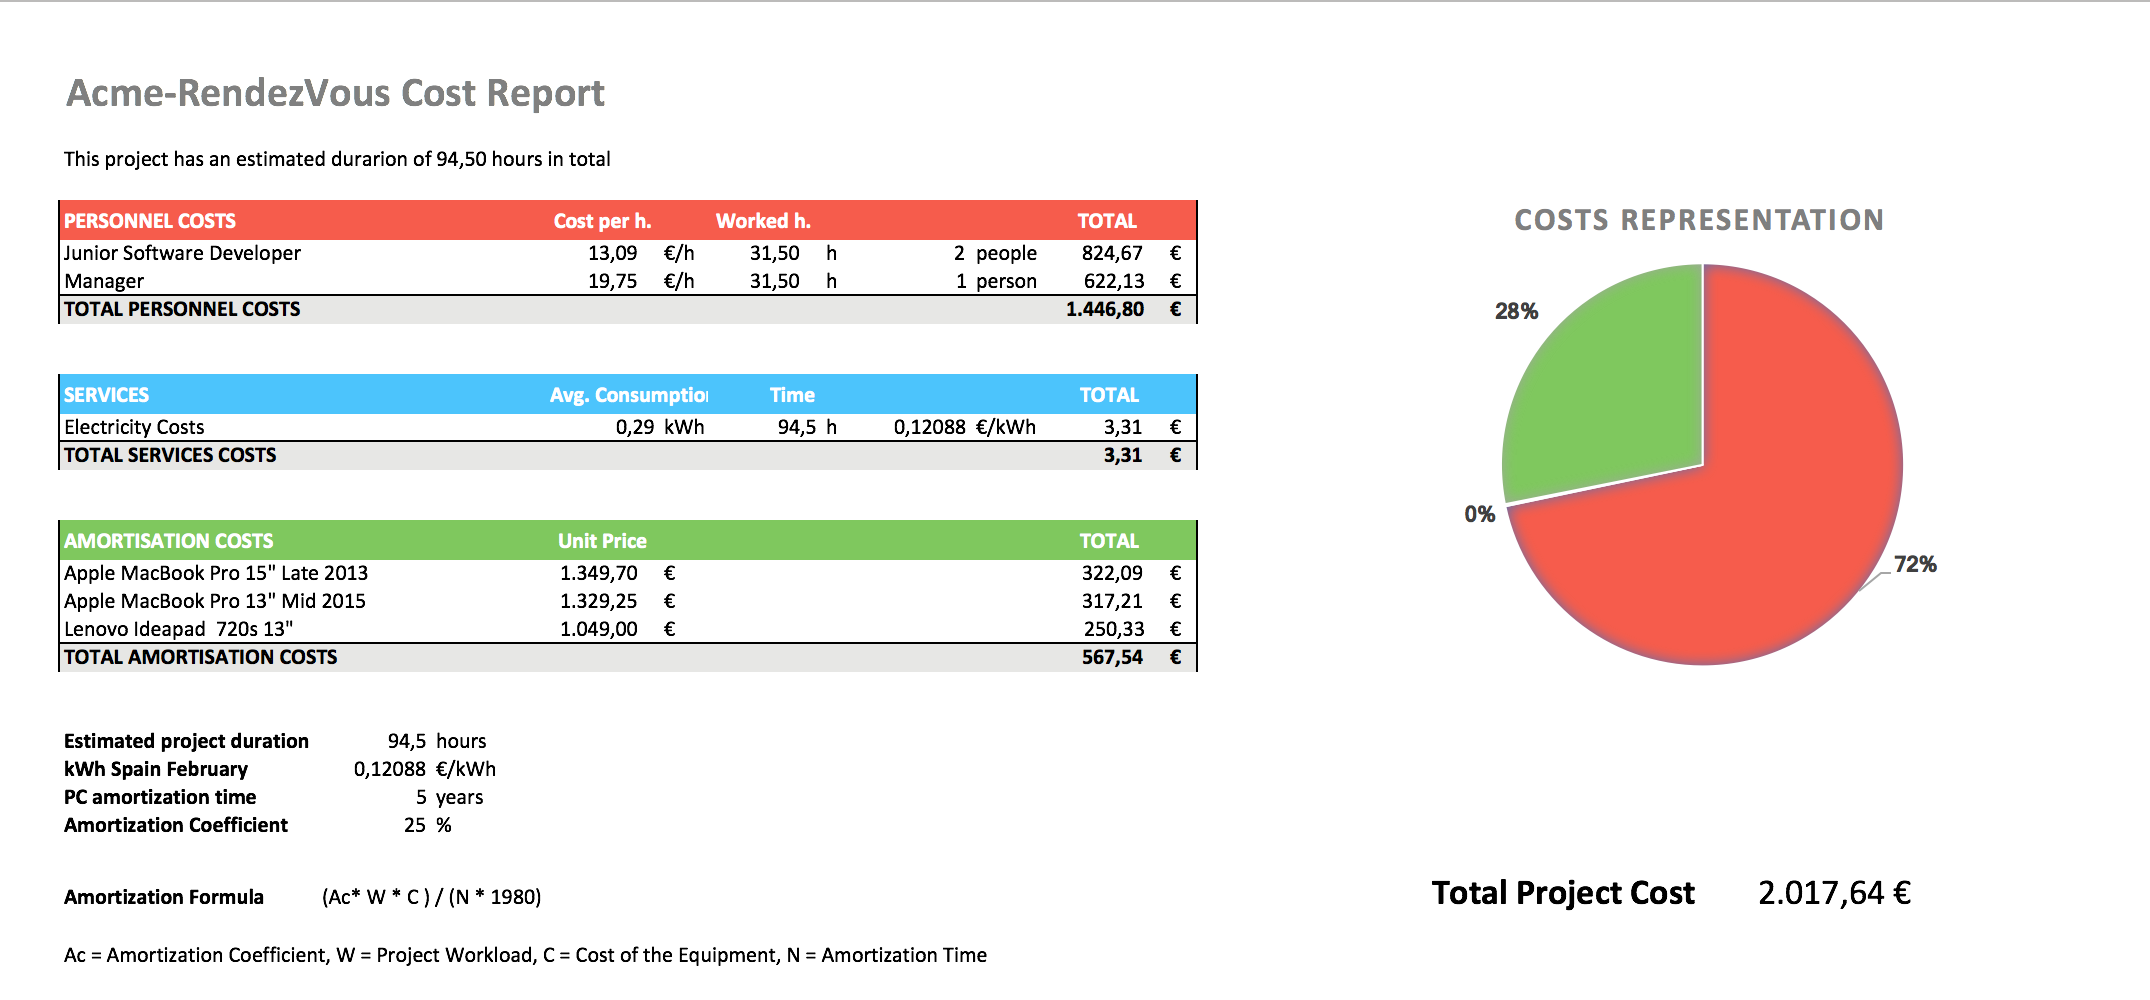 Acme-RendezVous Cost Report
This project has an estimated durarion of 94,50 hours in total
PERSONNEL COSTS Cost per h. Worked h. TOTAL
Junior Software Developer 13,09 €/h 31,50 h 2 people 824,67 €
Manager 19,75 €/h 31,50 h 1 person 622,13 €
TOTAL PERSONNEL COSTS 1.446,80 €
SERVICES Avg. Consumptio Time TOTAL
Electricity Costs 0,29 kWh 94,5 h 0,12088 €/kWh 3,31 €
TOTAL SERVICES COSTS 3,31 €
AMORTISATION COSTS Unit Price TOTAL
Apple MacBook Pro 15" Late 2013 1.349,70 € 322,09 €
Apple MacBook Pro 13" Mid 2015 1.329,25 € 317,21 €
Lenovo Ideapad 720s 13" 1.049,00 € 250,33 €
TOTAL AMORTISATION COSTS 567,54 €
Estimated project duration 94,5 hours
kWh Spain February 0,12088 €/kWh
PC amortization time 5 years
Amortization Coefficient 25 %
Amortization Formula (Ac* W * C ) / (N * 1980)
Ac = Amortization Coefficient, W = Project Workload, C = Cost of the Equipment, N = Amortization Time
COSTS REPRESENTATION
28%
0%
72%
Total Project Cost 2.017,64 €